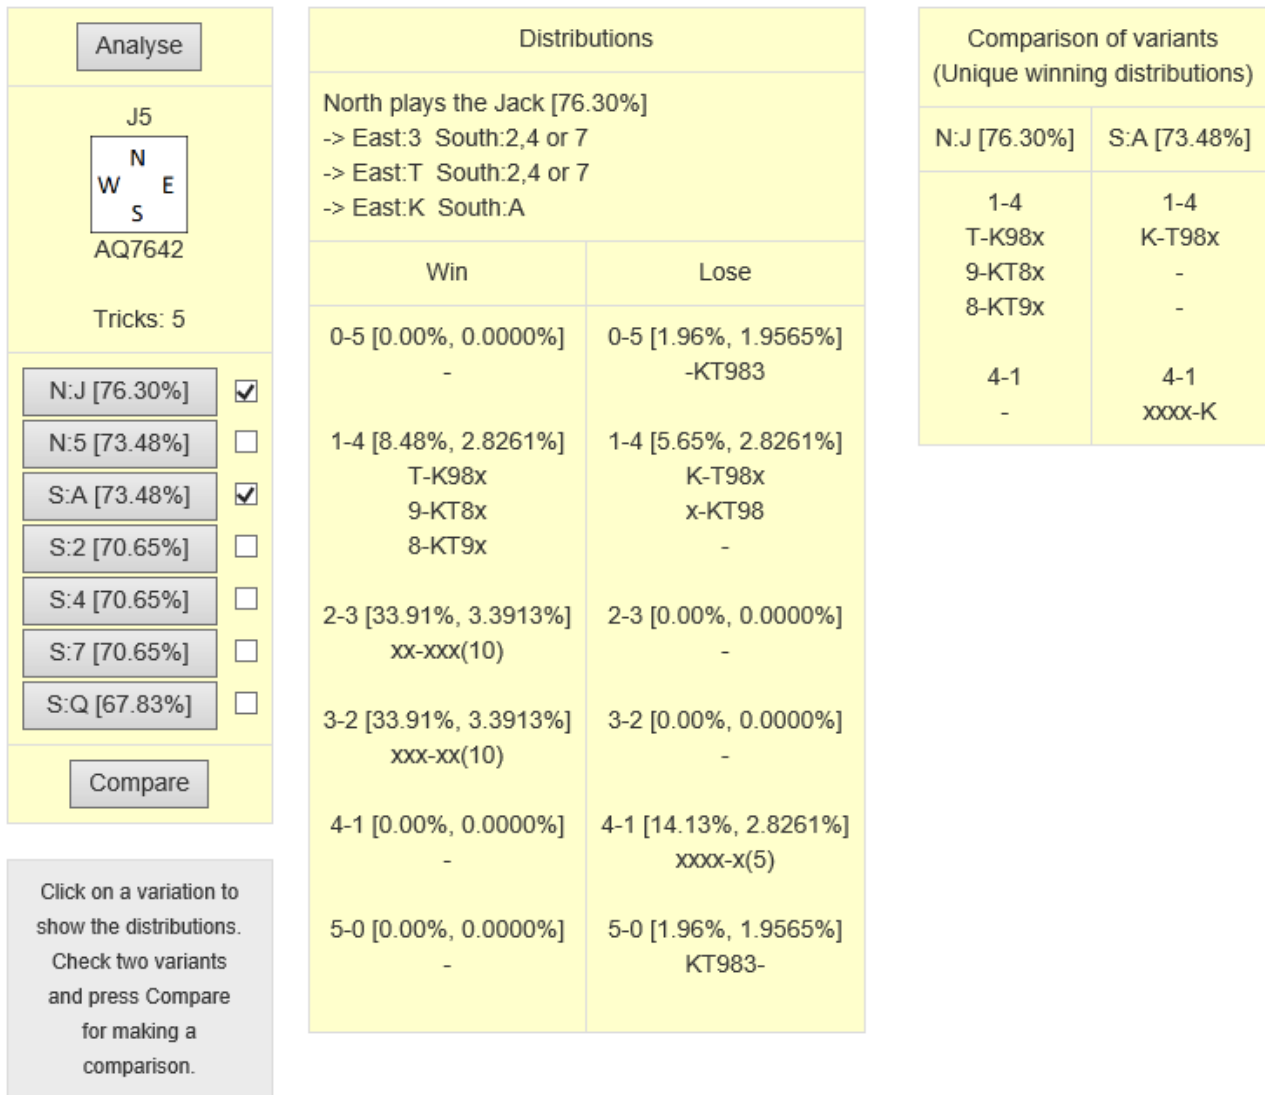 Analyse
J5
N
W E
S
AQ7642
Tricks: 5
N:J [76.30%]
N:5 [73.48%]
S:A [73.48%]
S:2 [70.65%]
S:4 [70.65%]
S:7 [70.65%]
S:Q [67.83%]
Compare
Click on a variation to
show the distributions.
Check two variants
and press Compare
for making a
comparison.
Distributions
North plays the Jack [76.30%]
-> East:3 South:2,4 or 7
-> East:T South:2,4 or 7
-> East:K South:A
Win Lose
0-5 [0.00%, 0.0000%] 0-5 [1.96%, 1.9565%]
- -KT983
1-4 [8.48%, 2.8261%] 1-4 [5.65%, 2.8261%]
T-K98x K-T98x
9-KT8x x-KT98
8-KT9x -
2-3 [33.91%, 3.3913%] 2-3 [0.00%, 0.0000%]
xx-xxx(10) -
3-2 [33.91%, 3.3913%] 3-2 [0.00%, 0.0000%]
xxx-xx(10) -
4-1 [0.00%, 0.0000%] 4-1 [14.13%, 2.8261%]
- xxxx-x(5)
5-0 [0.00%, 0.0000%] 5-0 [1.96%, 1.9565%]
- KT983-
Comparison of variants
(Unique winning distributions)
N:J [76.30%] S:A [73.48%]
1-4 1-4
T-K98x K-T98x
9-KT8x -
8-KT9x -
4-1 4-1
- xxxx-K